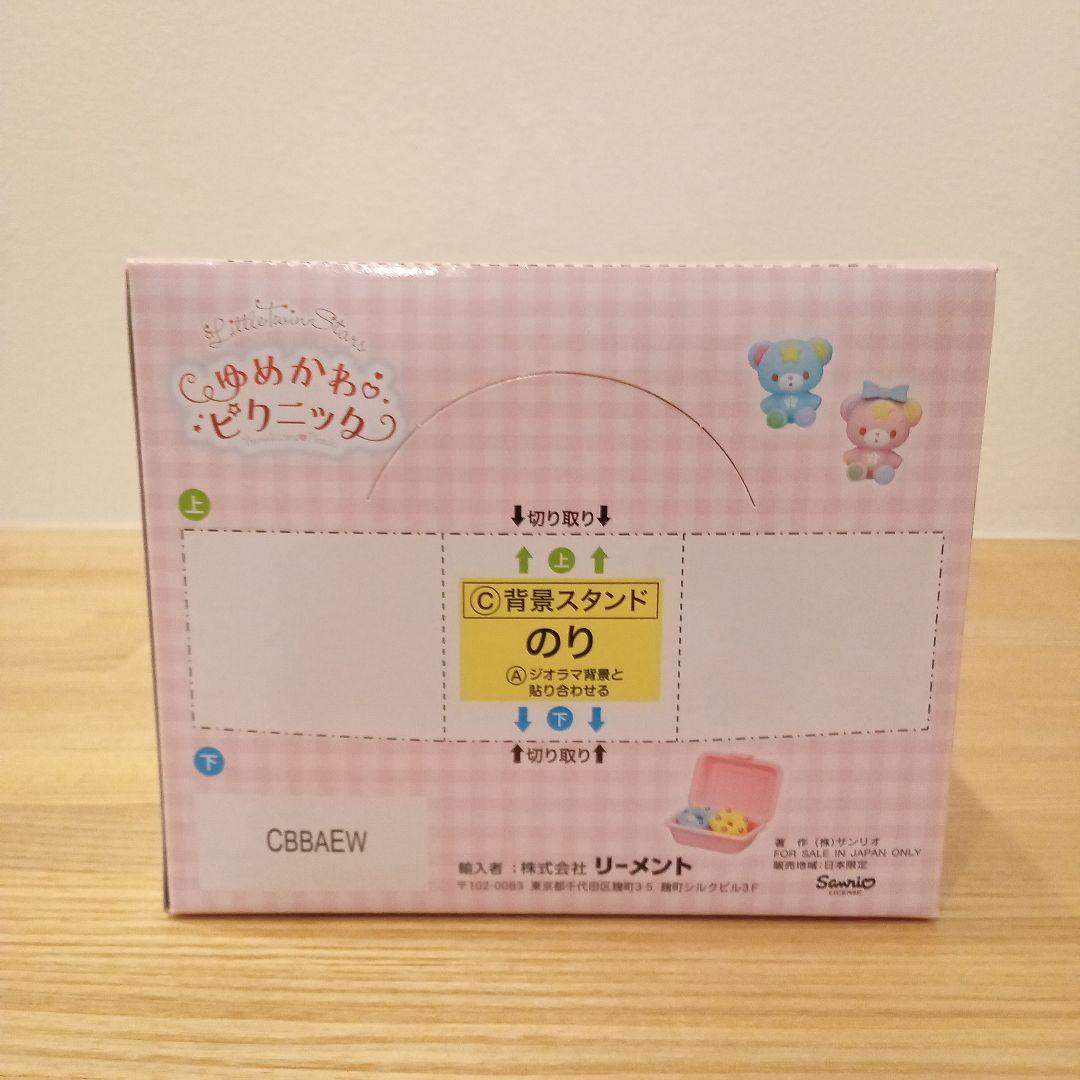 LittleTwinStars
ゆめかわ
ピクニック
上
↓切り取り↓
↑上↑
Ⓒ背景スタンド
のり
Ⓐジオラマ背景と
貼り合わせる
↓下↓
↑切り取り↑
下
CBBAEW
輸入者:株式会社 リーメント
〒102-0083 東京都千代田区麹町3-5 麹町シルクビル3F
著 作 (株)サンリオ
FOR SALE IN JAPAN ONLY
販売地域:日本限定
Sanrio
LICENSE